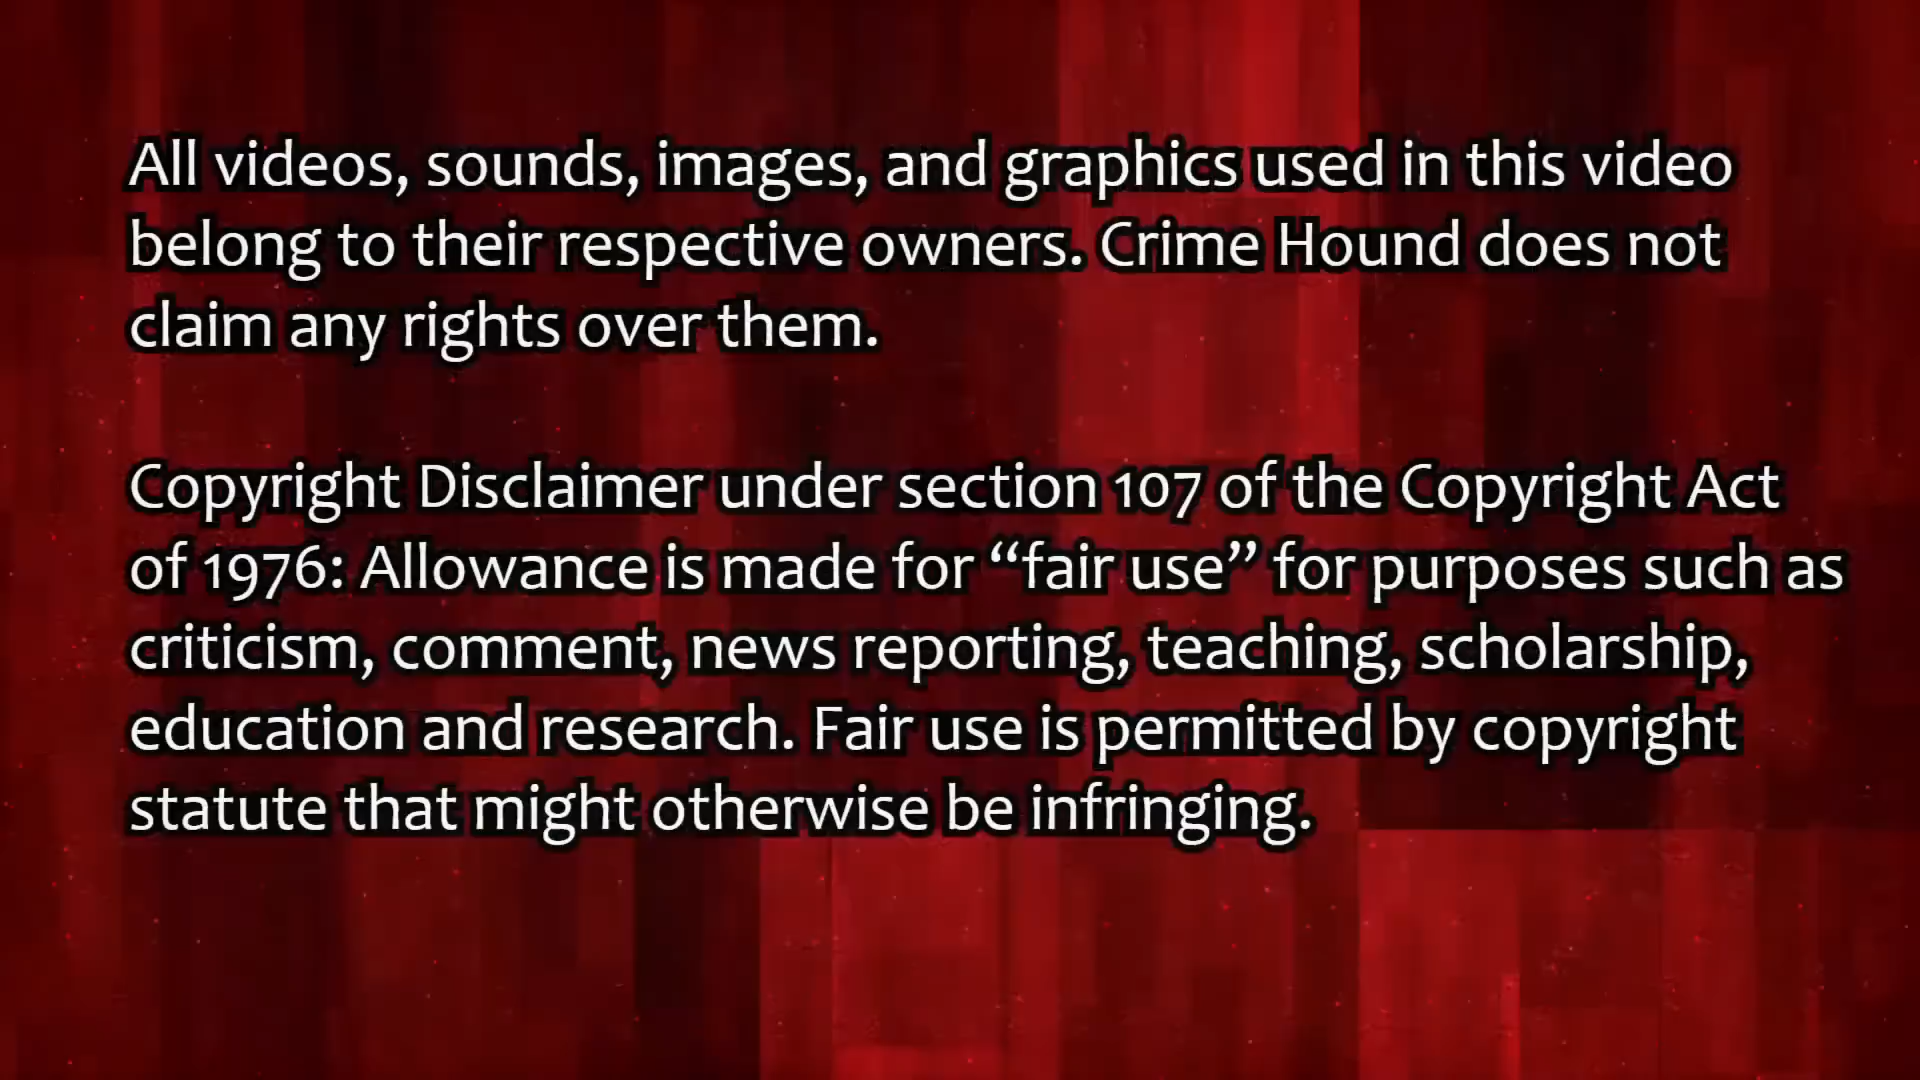 All videos, sounds, images, and graphics used in this video
belong to their respective owners. Crime Hound does not
claim any rights over them.
Copyright Disclaimer under section 107 of the Copyright Act
of 1976: Allowance is made for “fair use” for purposes such as
criticism, comment, news reporting, teaching, scholarship,
education and research. Fair use is permitted by copyright
statute that might otherwise be infringing.